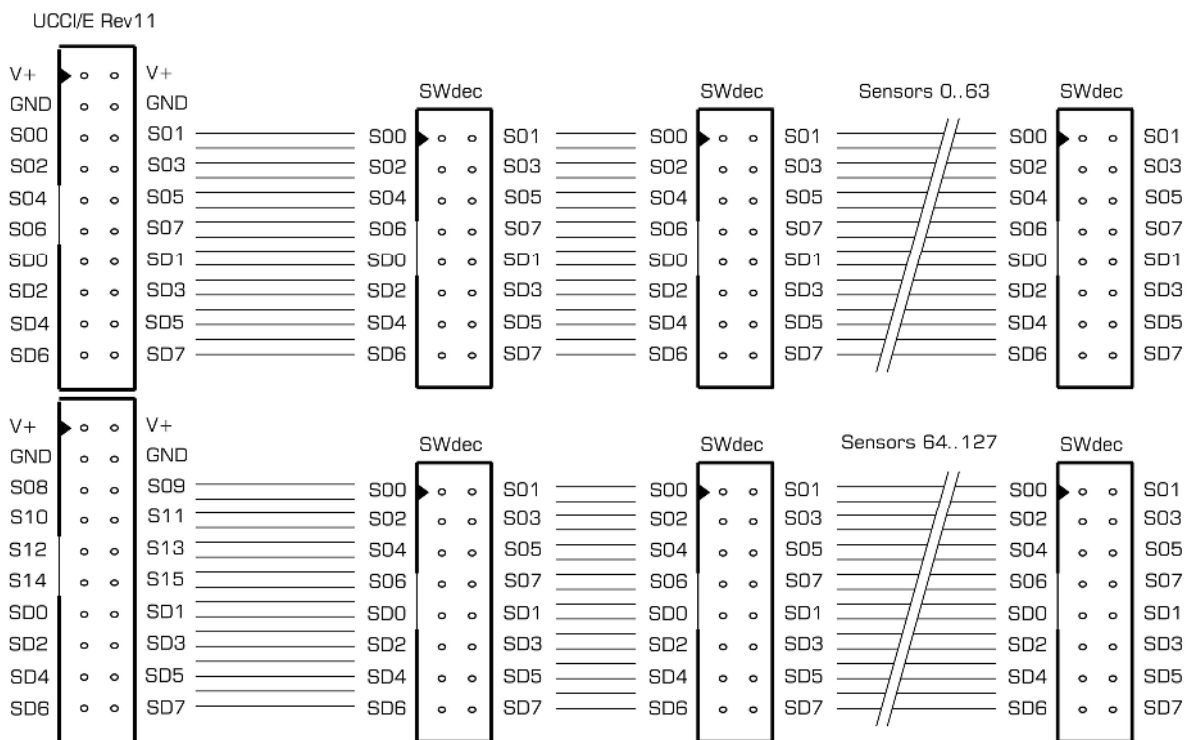 UCCI/E Rev11
V+ V+
GND GND
SWdec SWdec Sensors 0..63 SWdec
S00 S01 S00 S01 S00 S01 S00 S01
S02 S03 S02 S03 S02 S03 S02 S03
S04 S05 S04 S05 S04 S05 S04 S05
S06 S07 S06 S07 S06 S07 S06 S07
SD0 SD1 SD0 SD1 SD0 SD1 SD0 SD1
SD2 SD3 SD2 SD3 SD2 SD3 SD2 SD3
SD4 SD5 SD4 SD5 SD4 SD5 SD4 SD5
SD6 SD7 SD6 SD7 SD6 SD7 SD6 SD7
V+ V+
SWdec SWdec Sensors 64..127 SWdec
GND GND
S08 S09 S00 S01 S00 S01 S00 S01
S10 S11 S02 S03 S02 S03 S02 S03
S12 S13 S04 S05 S04 S05 S04 S05
S14 S15 S06 S07 S06 S07 S06 S07
SD0 SD1 SD0 SD1 SD0 SD1 SD0 SD1
SD2 SD3 SD2 SD3 SD2 SD3 SD2 SD3
SD4 SD5 SD4 SD5 SD4 SD5 SD4 SD5
SD6 SD7 SD6 SD7 SD6 SD7 SD6 SD7